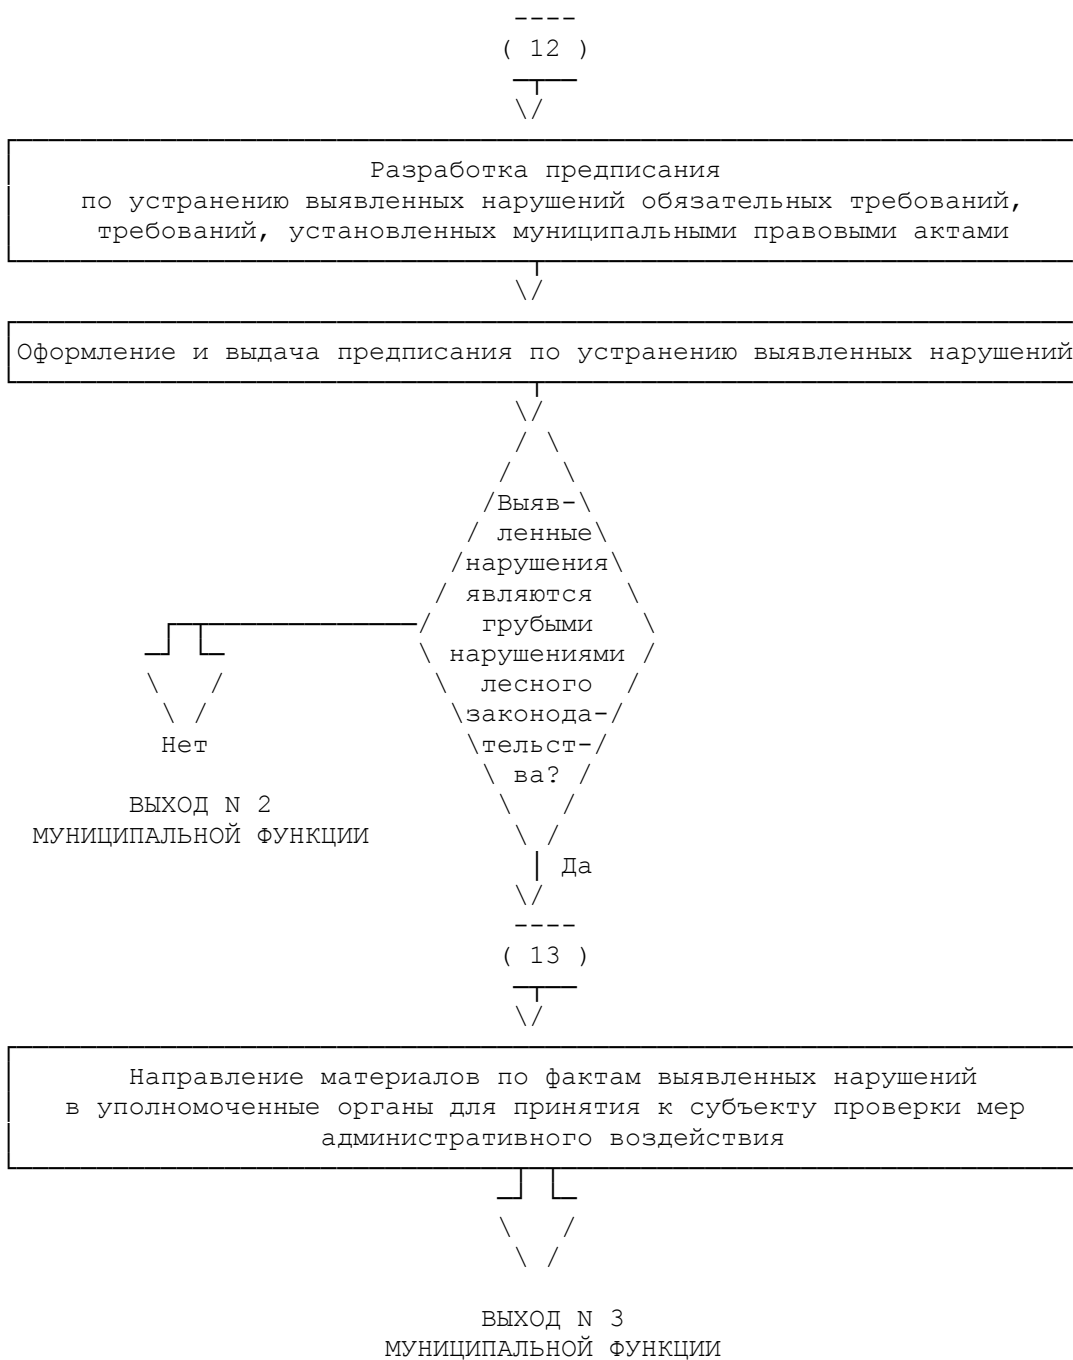 ( 12 )
Разработка предписания
по устранению выявленных нарушений обязательных требований,
требований, установленных муниципальными правовыми актами
Оформление и выдача предписания по устранению выявленных нарушений
Выяв-
ленные
нарушения
являются
грубыми
нарушениями
лесного
законода-
тельст-
ва?
Нет
ВЫХОД N 2
МУНИЦИПАЛЬНОЙ ФУНКЦИИ
Да
( 13 )
Направление материалов по фактам выявленных нарушений
в уполномоченные органы для принятия к субъекту проверки мер
административного воздействия
ВЫХОД N 3
МУНИЦИПАЛЬНОЙ ФУНКЦИИ